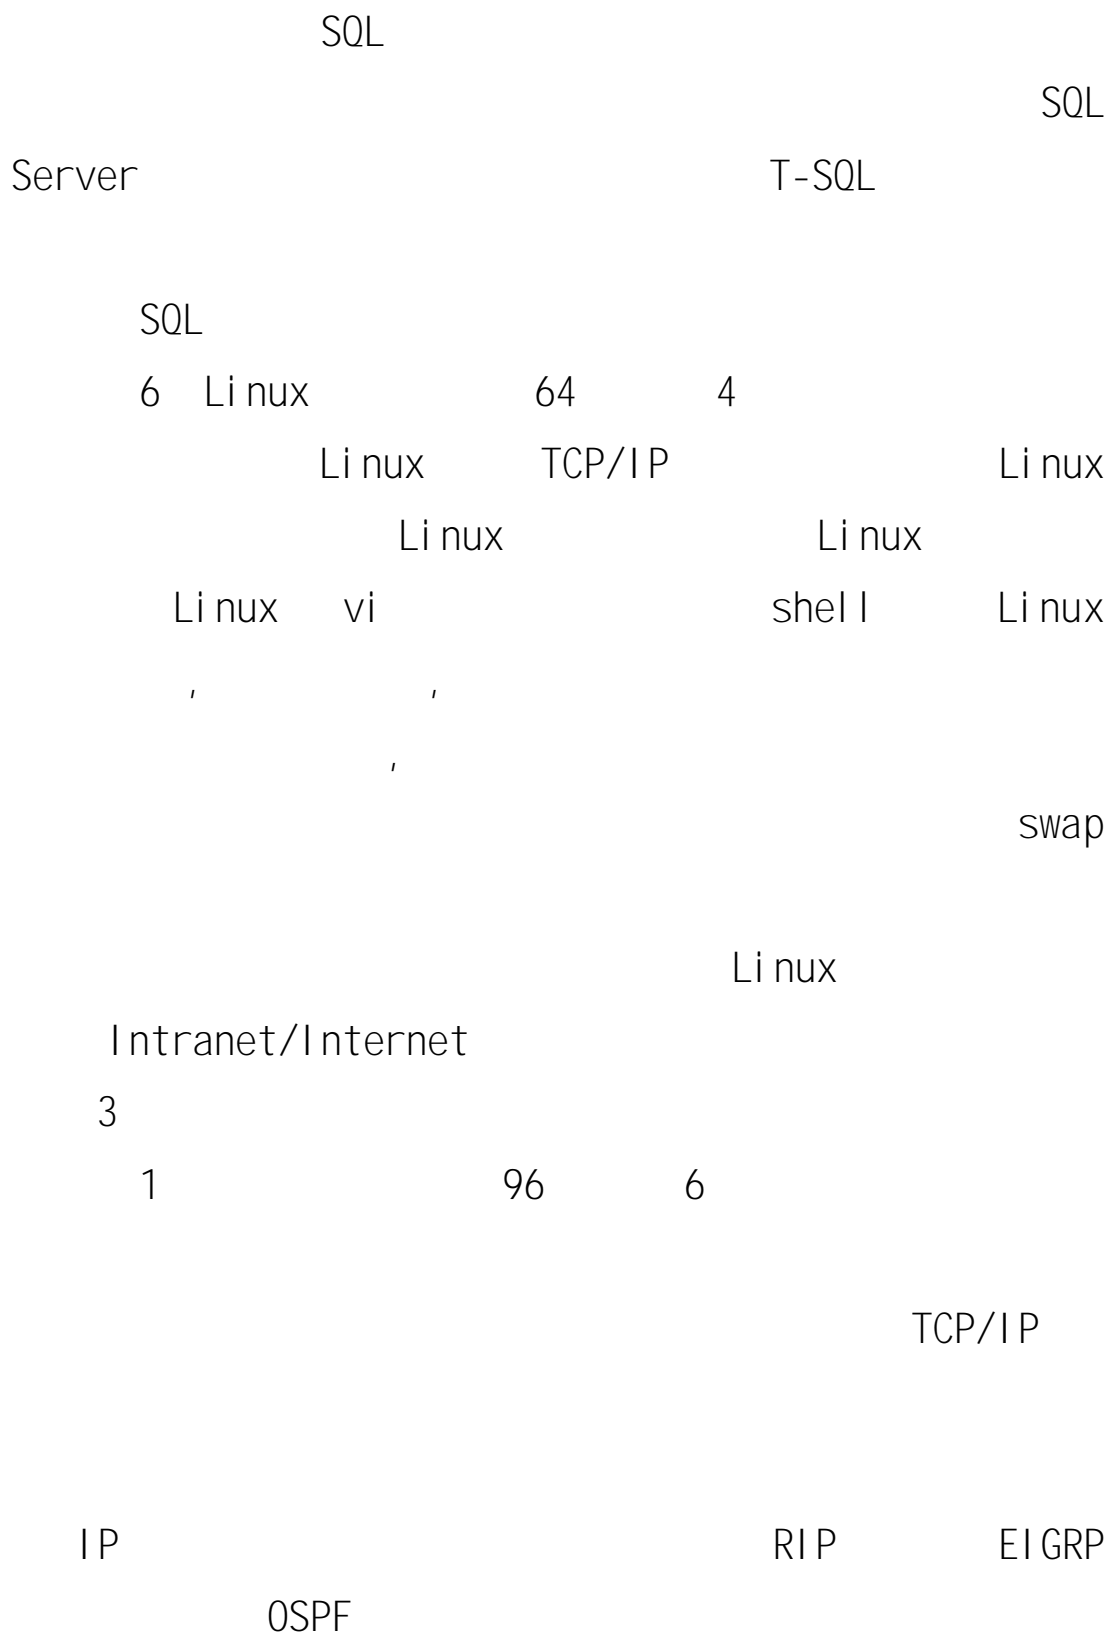 SQL
SQL
Server T-SQL
SQL
6 Linux 64 4
Linux TCP/IP Linux
Linux Linux
Linux vi shell Linux
, ,
,
swap
Linux
Intranet/Internet
3
1 96 6
TCP/IP
IP RIP EIGRP
OSPF